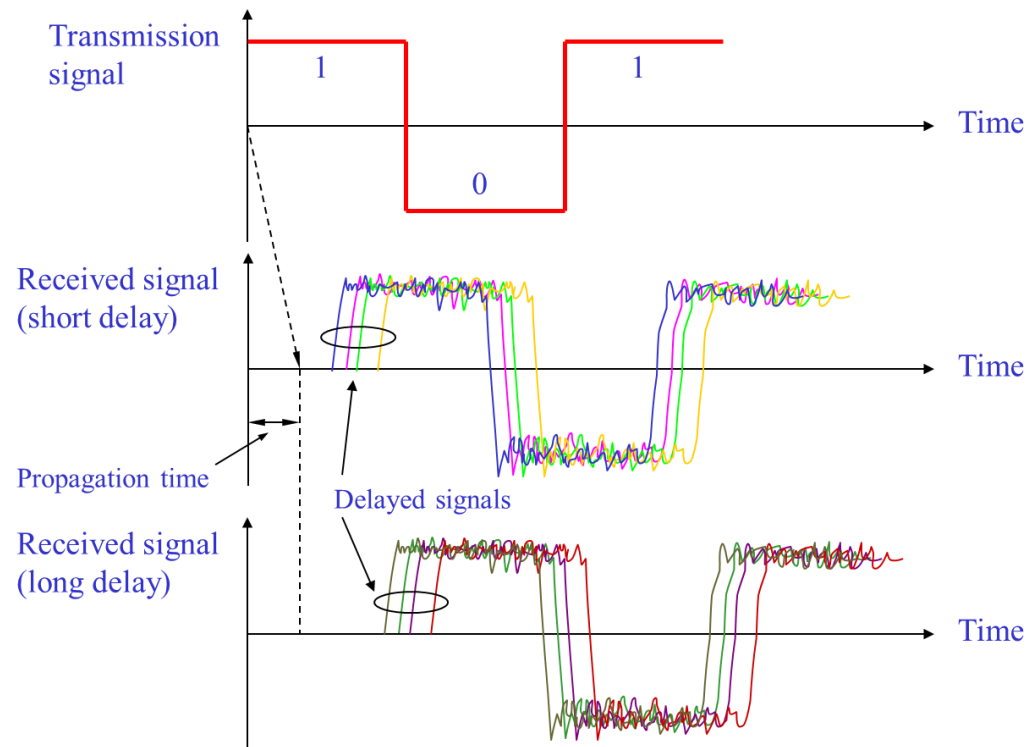 Transmission
signal
1
1
Time
0
Received signal
(short delay)
Time
Propagation time
Delayed signals
Received signal
(long delay)
Time